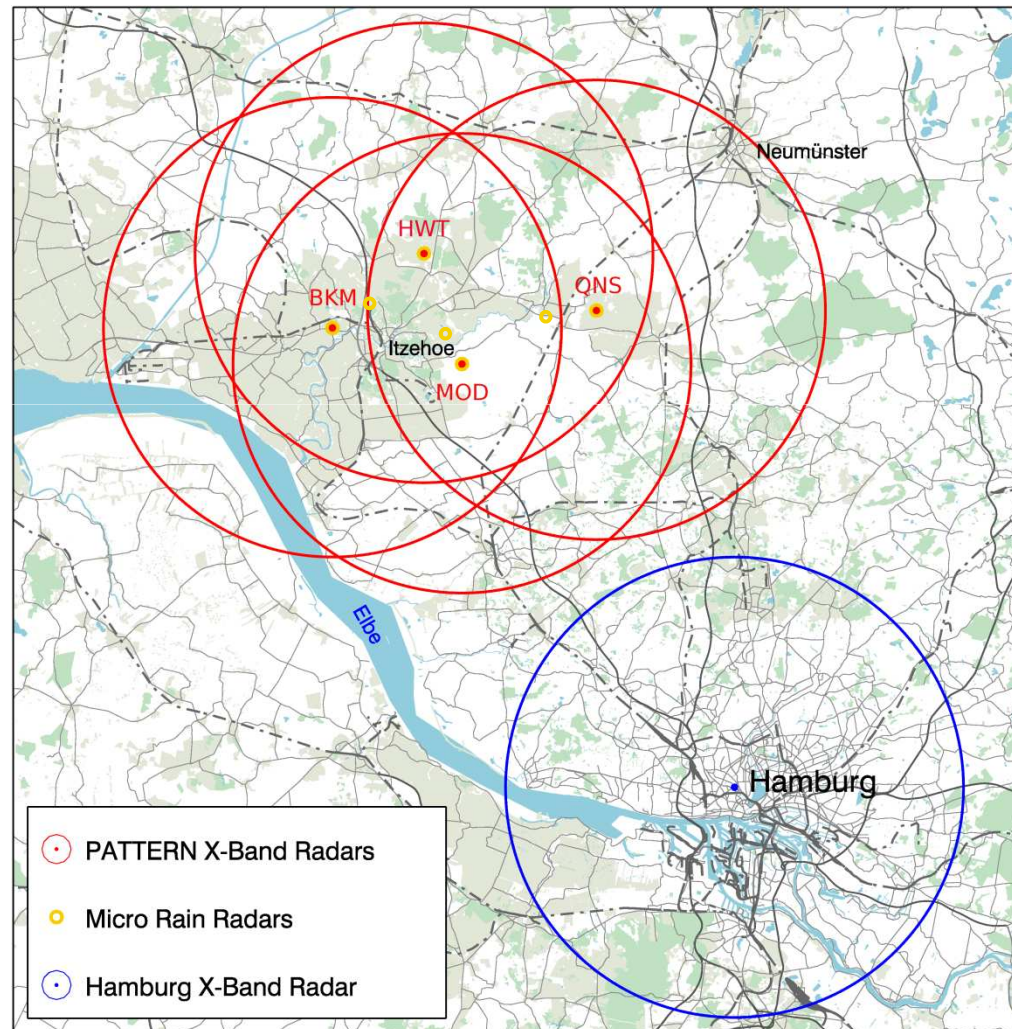 Neumünster
HWT
QNS
BKM
Itzehoe
MOD
Elbe
Hamburg
PATTERN X-Band Radars
Micro Rain Radars
Hamburg X-Band Radar